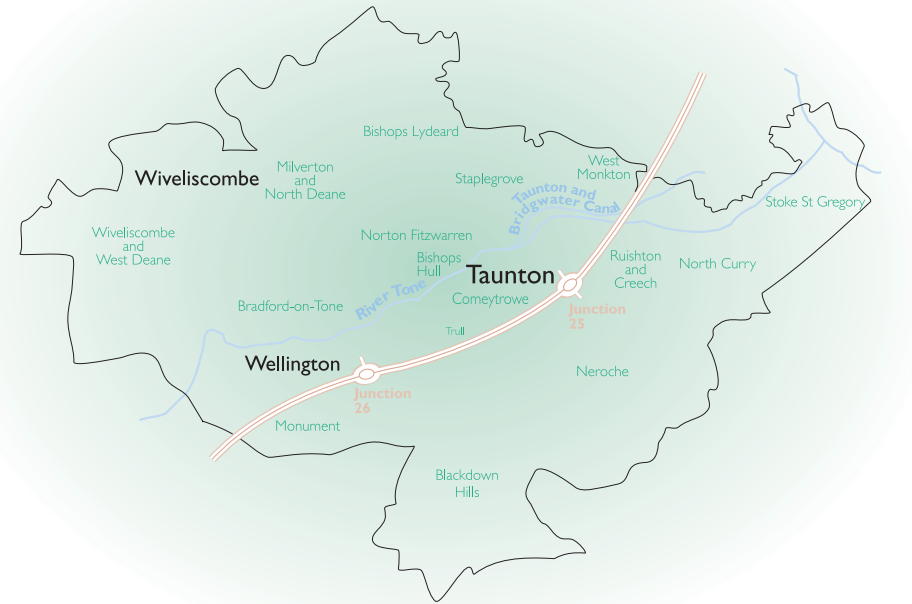 Bishops Lydeard
West
Monkton
Milverton
and
North Deane
Wiveliscombe
Staplegrove
Taunton and
Bridgwater Canal
Stoke St Gregory
Wiveliscombe
and
West Deane
Norton Fitzwarren
Bishops
Hull
Ruishton
and
Creech
North Curry
Taunton
River Tone
Comeytrowe
Bradford-on-Tone
Junction
25
Trull
Wellington
Neroche
Junction
26
Monument
Blackdown
Hills